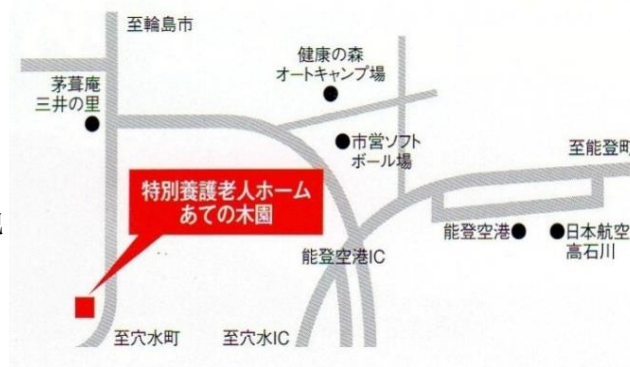 至輪島市
健康の森
オートキャンプ場
茅葺庵
三井の里
市営ソフト
ボール場
至能登町
特別養護老人ホーム
あての木園
能登空港
日本航空
高石川
能登空港IC
至穴水町
至穴水IC